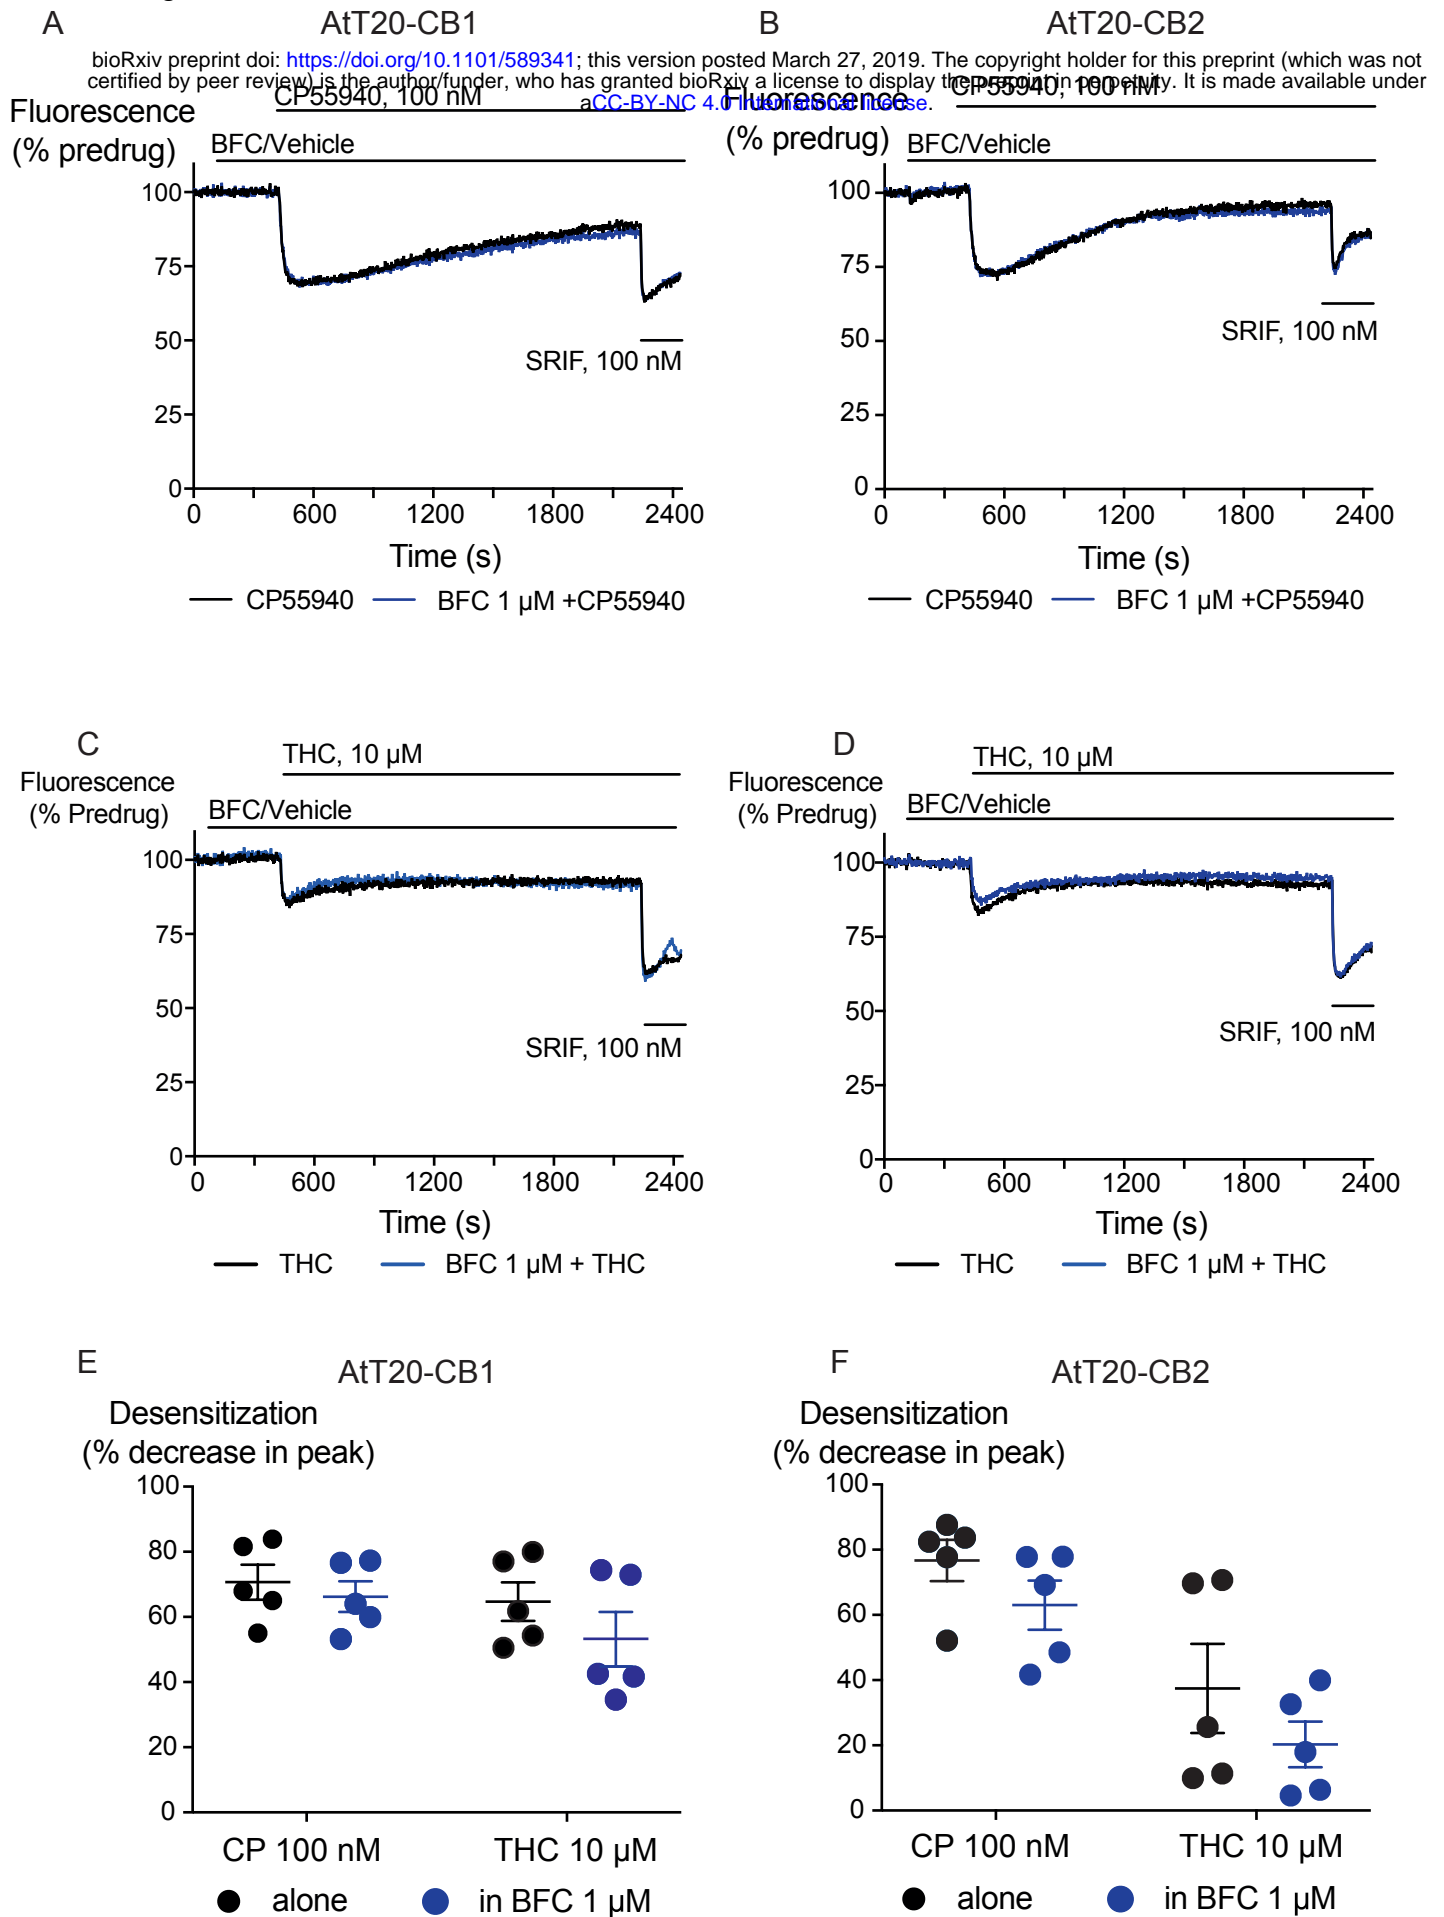 A AtT20-CB1 B AtT20-CB2
bioRxiv preprint doi: https://doi.org/10.1101/589341; this version posted March 27, 2019. The copyright holder for this preprint (which was not
certified by peer review) is the author/funder, who has granted bioRxiv a license to display the preprint in perpetuity. It is made available under
aCC-BY-NC 4.0 International license.
CP55940, 100 nM CP55940, 100 nM
Fluorescence
(% predrug)
Fluorescence
(% predrug)
BFC/Vehicle BFC/Vehicle
100 100
75 75
50 50
SRIF, 100 nM SRIF, 100 nM
25 25
0 0
0 600 1200 1800 2400 0 600 1200 1800 2400
Time (s) Time (s)
CP55940 BFC 1 µM +CP55940 CP55940 BFC 1 µM +CP55940
C D
THC, 10 µM THC, 10 µM
Fluorescence
(% Predrug)
Fluorescence
(% Predrug)
BFC/Vehicle BFC/Vehicle
100 100
75 75
50 50
SRIF, 100 nM SRIF, 100 nM
25 25
0 0
0 600 1200 1800 2400 0 600 1200 1800 2400
Time (s) Time (s)
THC BFC 1 µM + THC THC BFC 1 µM + THC
E AtT20-CB1 F AtT20-CB2
Desensitization
(% decrease in peak)
Desensitization
(% decrease in peak)
100 100
80 80
60 60
40 40
20 20
0 0
CP 100 nM THC 10 µM CP 100 nM THC 10 µM
alone in BFC 1 µM alone in BFC 1 µM